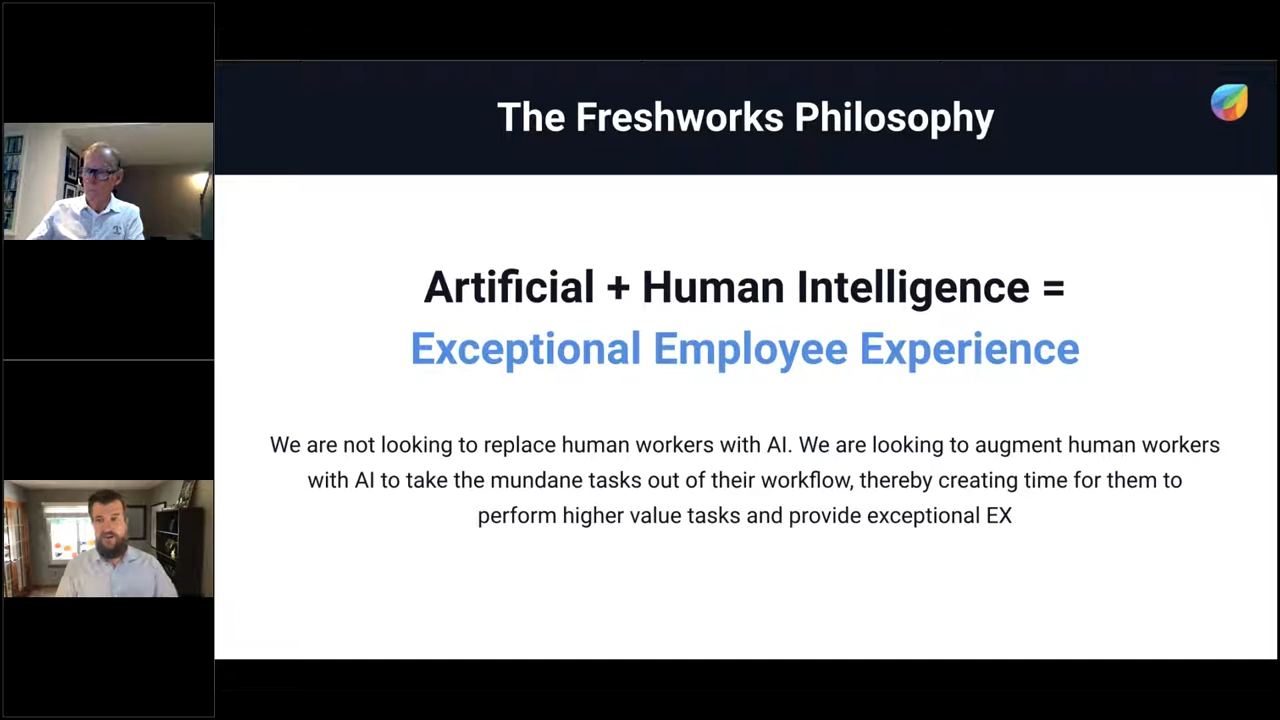 The Freshworks Philosophy
Artificial + Human Intelligence =
Exceptional Employee Experience
We are not looking to replace human workers with AI. We are looking to augment human workers
with AI to take the mundane tasks out of their workflow, thereby creating time for them to
perform higher value tasks and provide exceptional EX